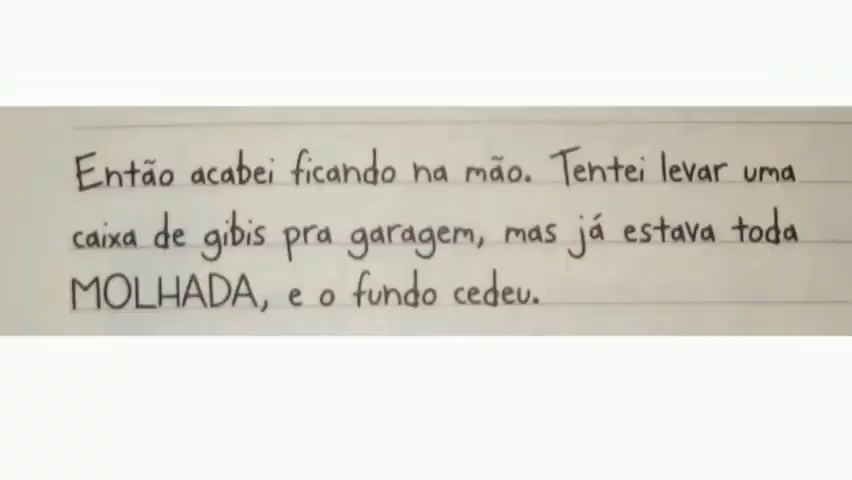 Então acabei ficando na mão. Tentei levar uma
caixa de gibis pra garagem, mas já estava toda
MOLHADA, e o fundo cedeu.